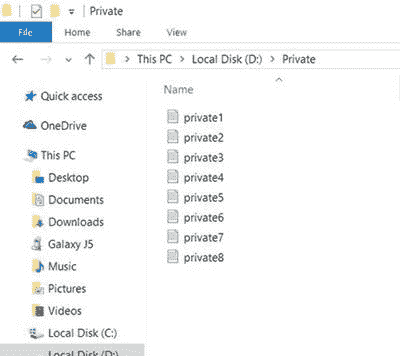 Private
File Home Share View
This PC Local Disk (D:) Private
Name
Quick access
OneDrive
This PC
Desktop
Documents
Downloads
Galaxy J5
Music
Pictures
Videos
Local Disk (C:)
Local Disk (D:)
private1
private2
private3
private4
private5
private6
private7
private8